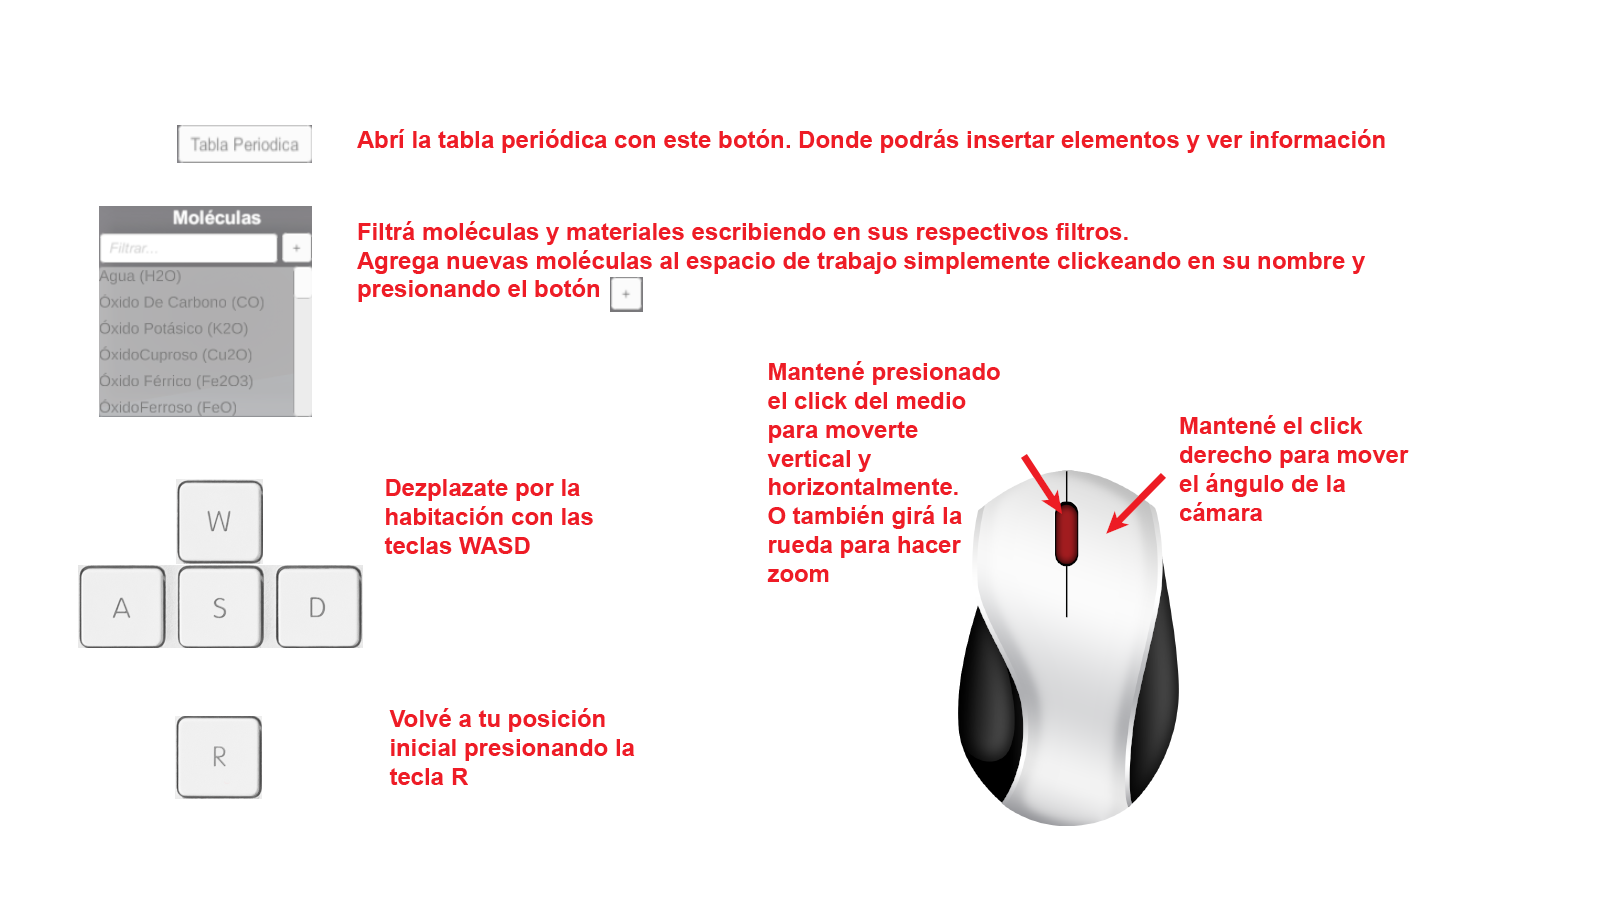 Tabla Periodica
Abrí la tabla periódica con este botón. Donde podrás insertar elementos y ver información
Moléculas
Filtrar...
+
Agua (H2O)
Óxido De Carbono (CO)
Óxido Potásico (K2O)
ÓxidoCuproso (Cu2O)
Óxido Férrico (Fe2O3)
ÓxidoFerroso (FeO)
Filtrá moléculas y materiales escribiendo en sus respectivos filtros.
Agrega nuevas moléculas al espacio de trabajo simplemente clickeando en su nombre y
presionando el botón +
Mantené presionado
el click del medio
para moverte
vertical y
horizontalmente.
O también girá la
rueda para hacer
zoom
Mantené el click
derecho para mover
el ángulo de la
cámara
W
A S D
Dezplazate por la
habitación con las
teclas WASD
R
Volvé a tu posición
inicial presionando la
tecla R